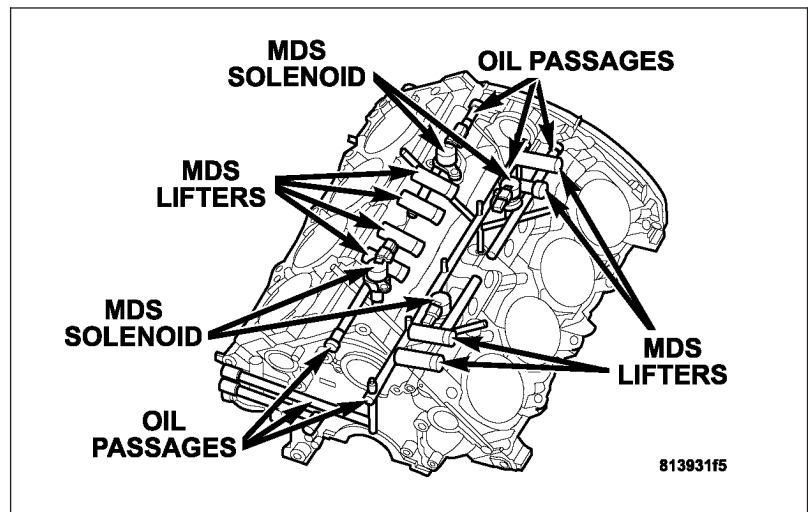 MDS
SOLENOID
OIL PASSAGES
MDS
LIFTERS
MDS
SOLENOID
MDS
LIFTERS
OIL
PASSAGES
813931f5